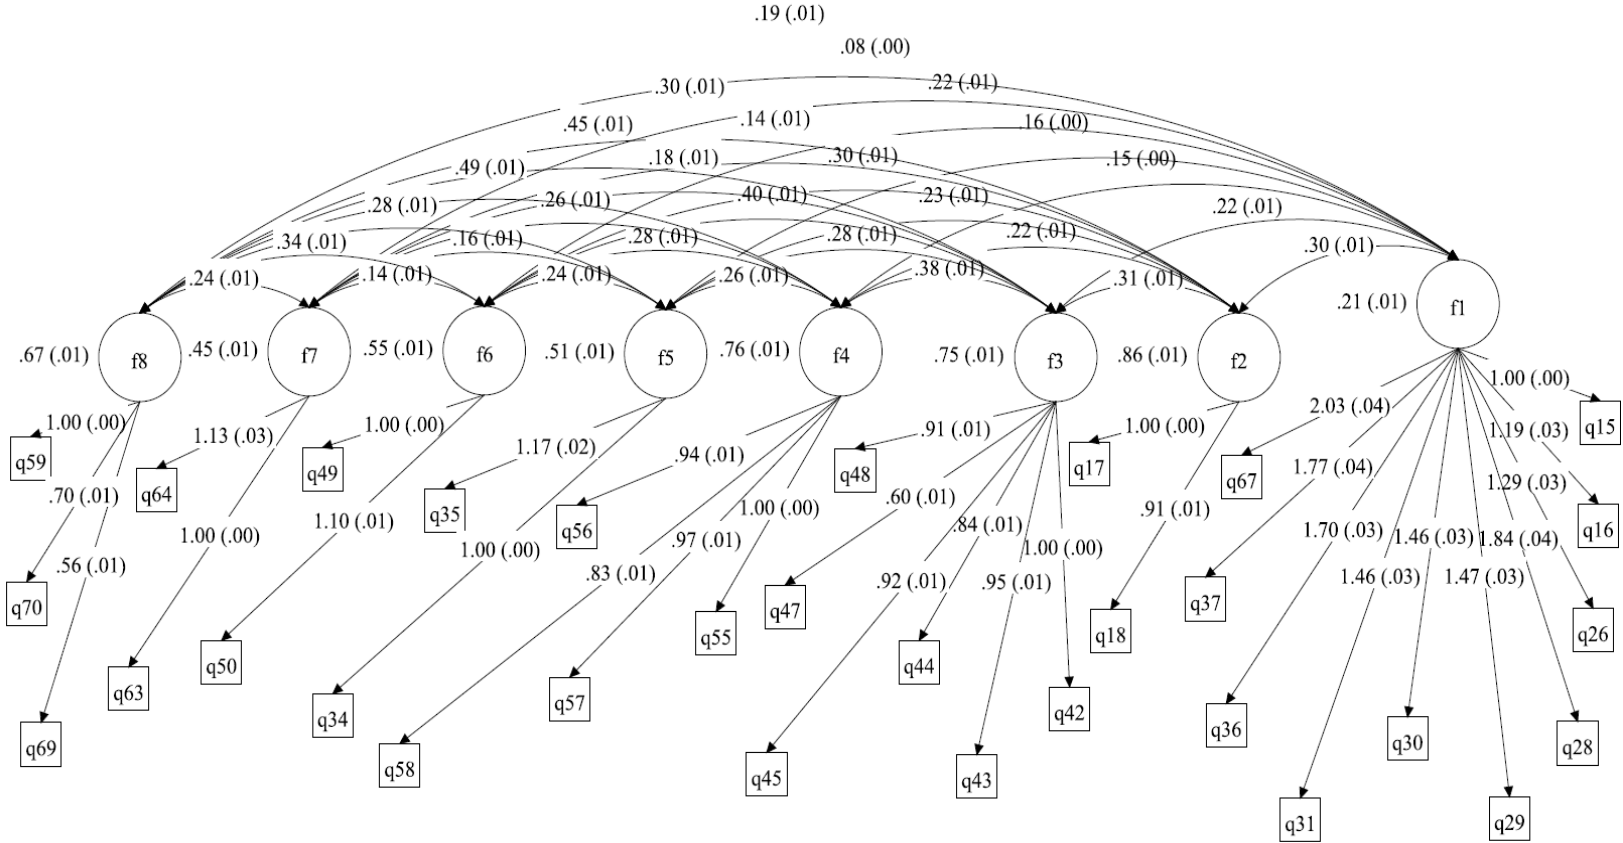 .19 (.01)
.08 (.00)
.30 (.01)
.22 (.01)
.45 (.01)
.14 (.01)
.16 (.00)
.49 (.01)
.18 (.01)
.30 (.01)
.15 (.00)
.28 (.01)
.26 (.01)
.40 (.01)
.23 (.01)
.22 (.01)
.34 (.01)
.16 (.01)
.28 (.01)
.28 (.01)
.22 (.01)
.30 (.01)
.24 (.01)
.14 (.01)
.24 (.01)
.26 (.01)
.38 (.01)
.31 (.01)
.67 (.01)
f8
.45 (.01)
f7
.55 (.01)
f6
.51 (.01)
f5
.76 (.01)
f4
.75 (.01)
f3
.86 (.01)
f2
.21 (.01)
f1
1.00 (.00)
1.13 (.03)
1.00 (.00)
1.17 (.02)
.94 (.01)
.91 (.01)
1.00 (.00)
2.03 (.04)
1.00 (.00)
q59
q64
q49
q35
q56
q48
q17
q67
1.77 (.04)
1.19 (.03)
q15
.70 (.01)
1.00 (.00)
1.10 (.01)
1.00 (.00)
.97 (.01)
1.00 (.00)
.60 (.01)
.84 (.01)
1.00 (.00)
.91 (.01)
1.70 (.03)
1.46 (.03)
1.84 (.04)
1.29 (.03)
q16
.56 (.01)
.83 (.01)
.92 (.01)
.95 (.01)
1.46 (.03)
1.47 (.03)
q70
q50
q55
q47
q44
q18
q37
q26
q69
q63
q34
q58
q57
q45
q43
q42
q36
q31
q30
q29
q28